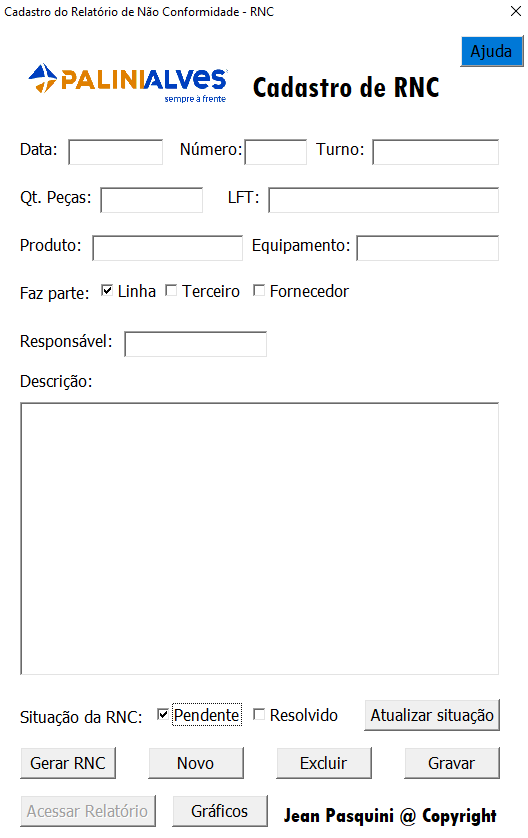 Cadastro do Relatório de Não Conformidade - RNC
Ajuda
PALINIALVES®
sempre à frente
Cadastro de RNC
Data: Número: Turno:
Qt. Peças: LFT:
Produto: Equipamento:
Faz parte: Linha Terceiro Fornecedor
Responsável:
Descrição:
Situação da RNC: Pendente Resolvido Atualizar situação
Gerar RNC Novo Excluir Gravar
Acessar Relatório Gráficos Jean Pasquini @ Copyright